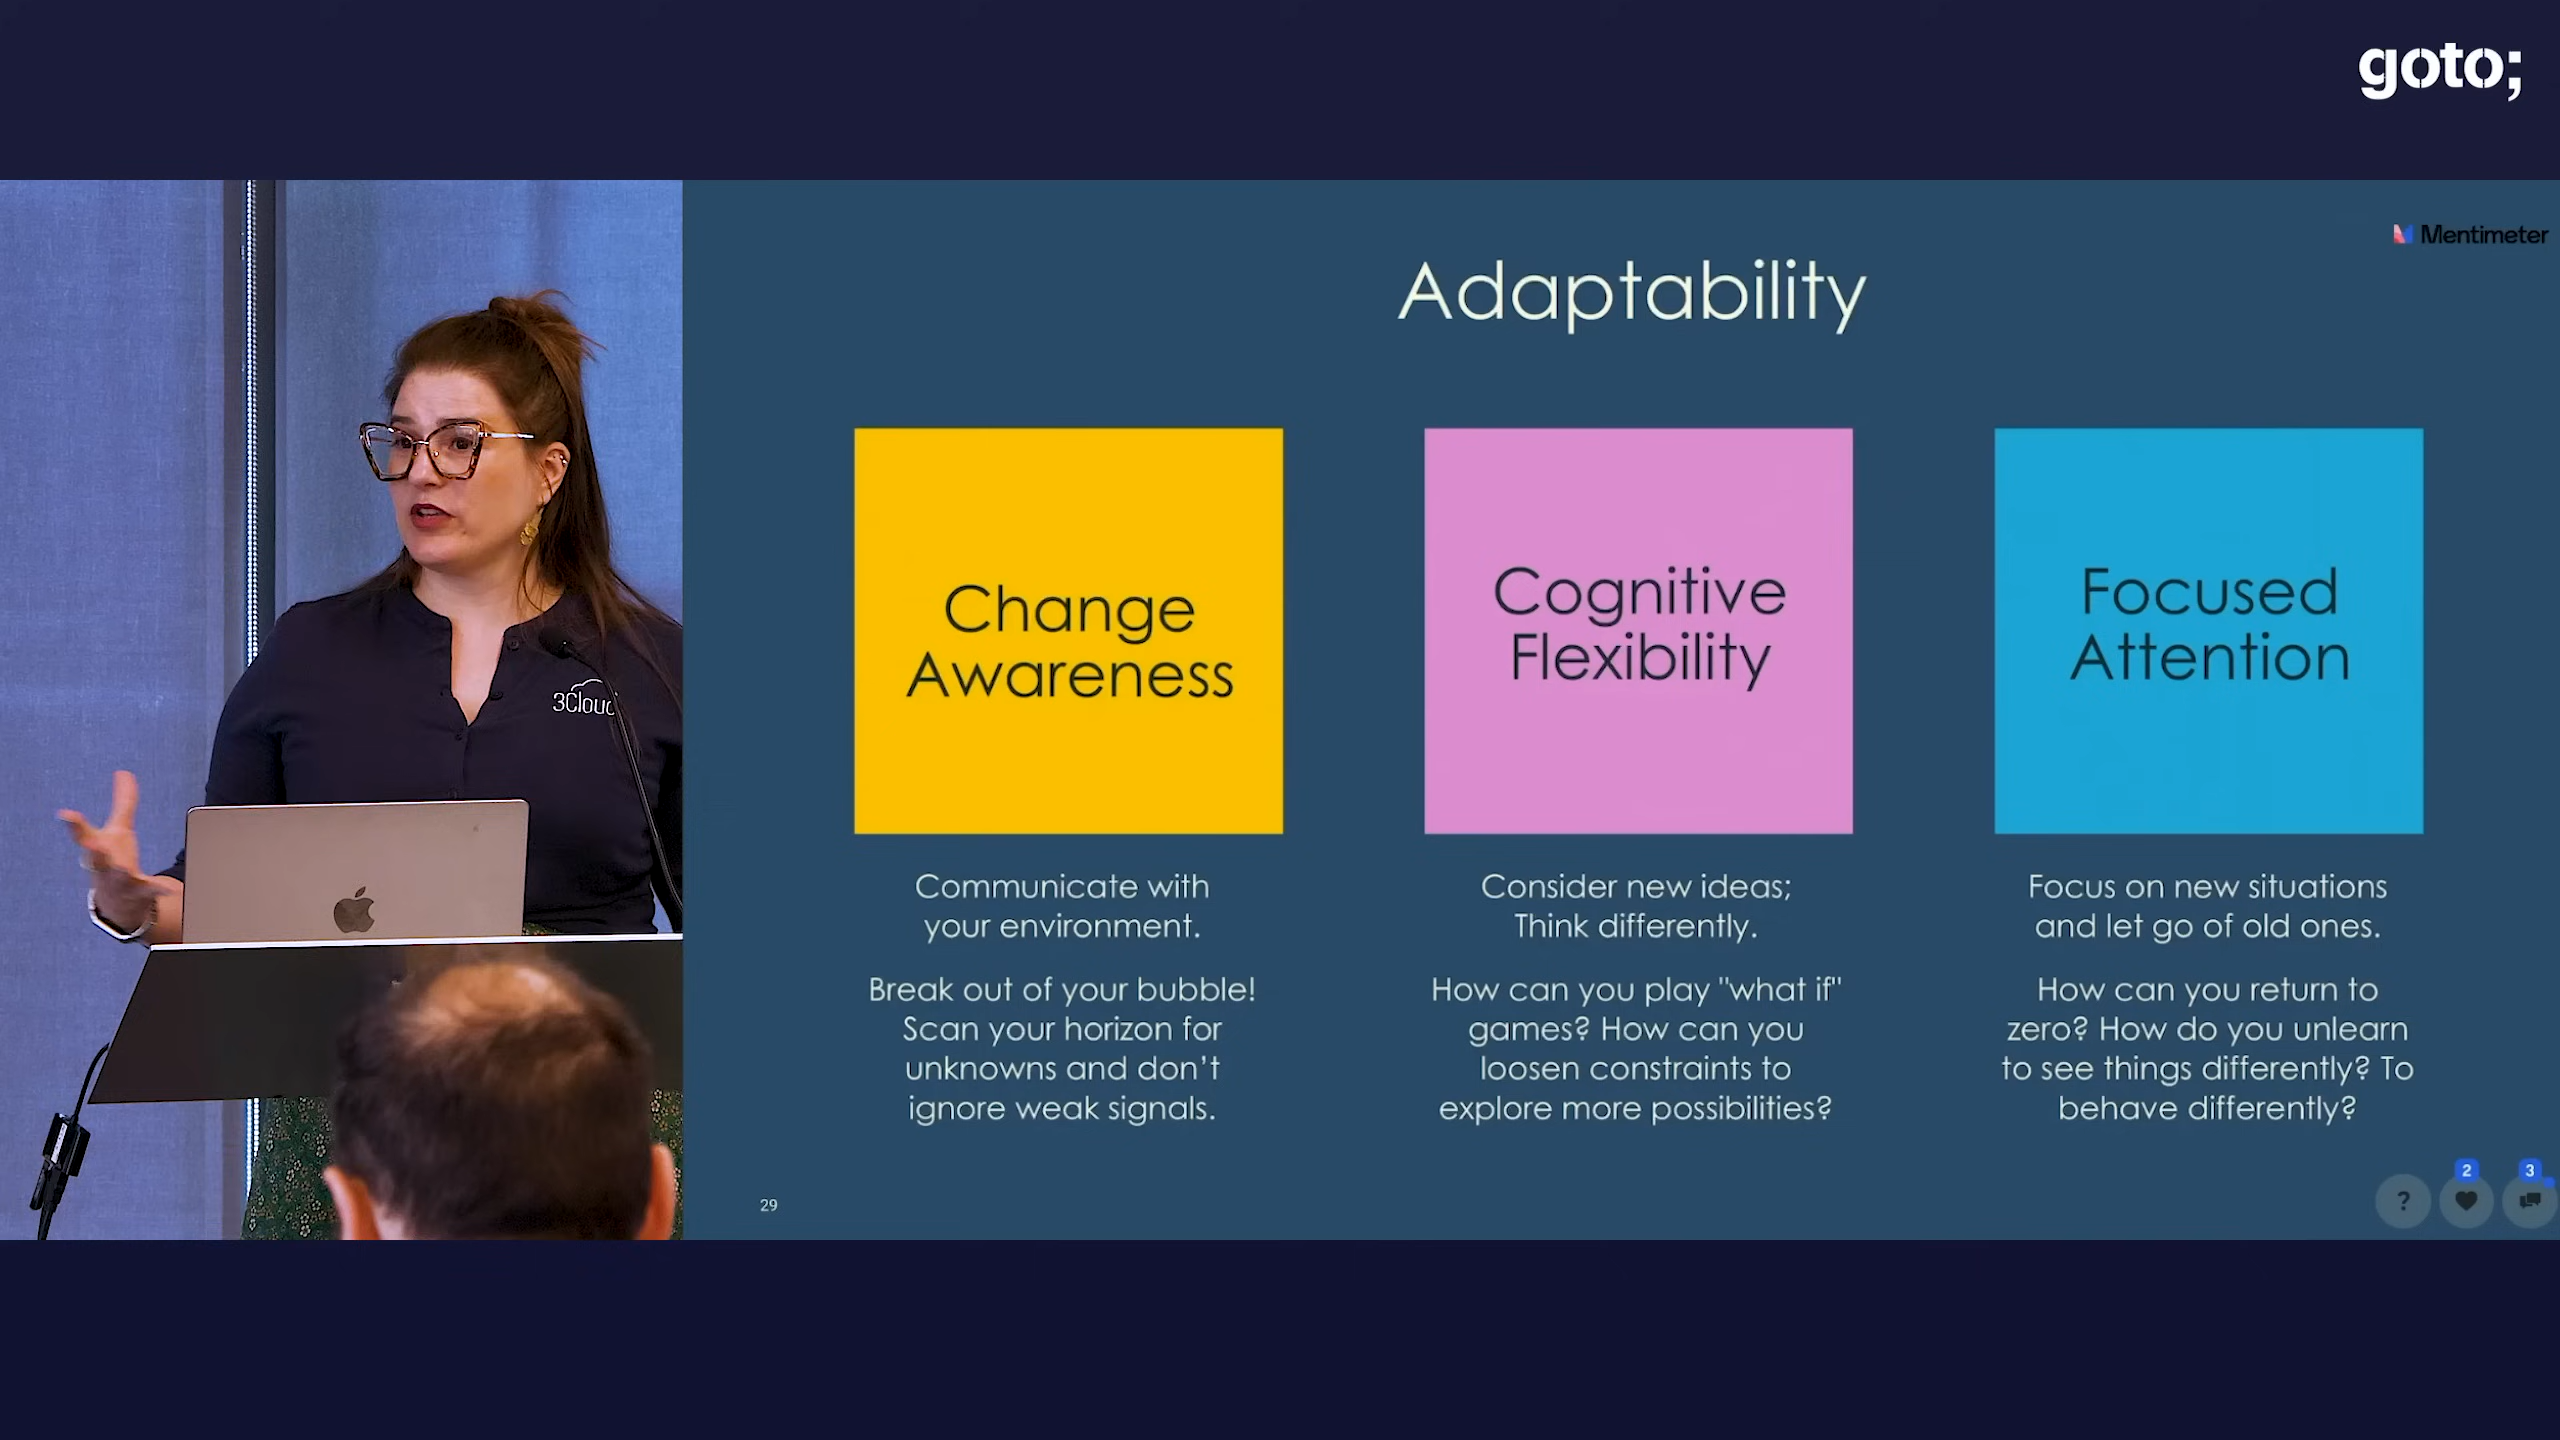 goto;
Mentimeter
Adaptability
Change
Awareness
Communicate with
your environment.
Break out of your bubble!
Scan your horizon for
unknowns and don't
ignore weak signals.
Cognitive
Flexibility
Consider new ideas;
Think differently.
How can you play "what if"
games? How can you
loosen constraints to
explore more possibilities?
Focused
Attention
Focus on new situations
and let go of old ones.
How can you return to
zero? How do you unlearn
to see things differently? To
behave differently?
29
?
2
3
3Cloud